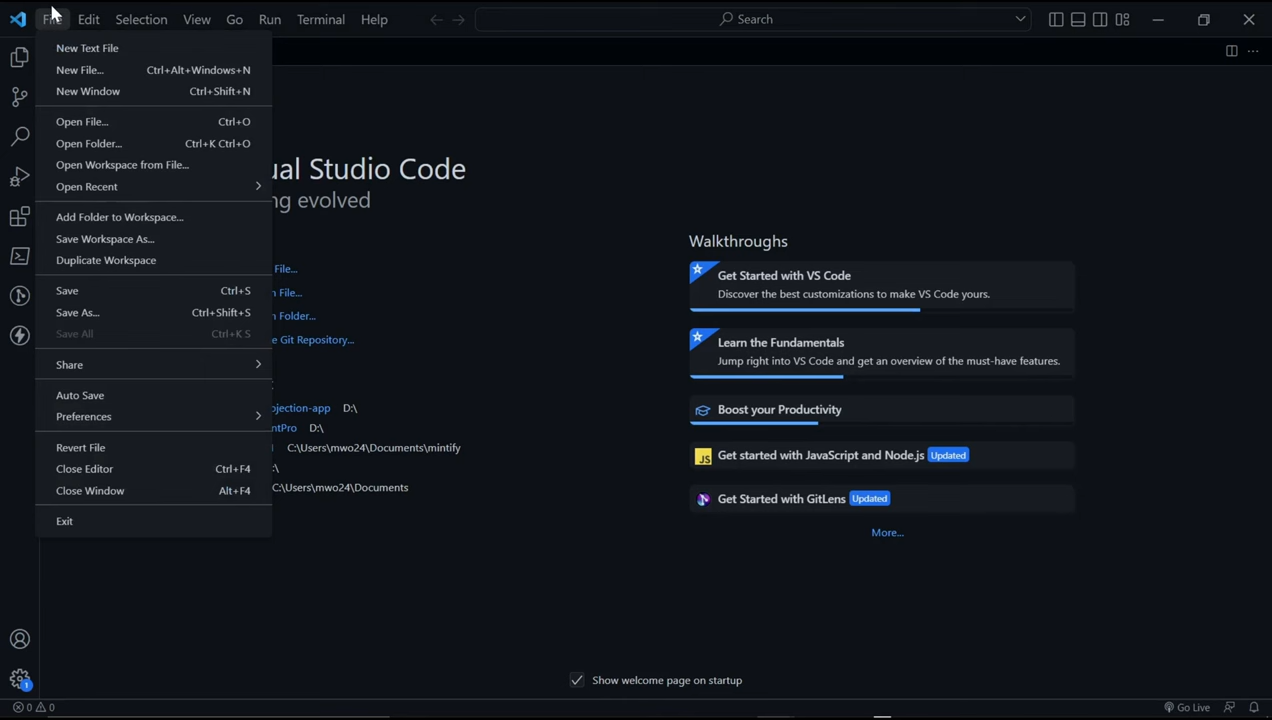 File Edit Selection View Go Run Terminal Help Search
New Text File
New File... Ctrl+Alt+Windows+N
New Window Ctrl+Shift+N
Open File... Ctrl+O
Open Folder... Ctrl+K Ctrl+O
Open Workspace from File...
Open Recent
Add Folder to Workspace...
Save Workspace As...
Duplicate Workspace
Save Ctrl+S
Save As... Ctrl+Shift+S
Save All Ctrl+K S
Share
Auto Save
Preferences
Revert File
Close Editor Ctrl+F4
Close Window Alt+F4
Exit
ual Studio Code
ng evolved
File...
n File...
n Folder...
e Git Repository...
ojection-app D:\
ntPro D:\
C:\Users\mwo24\Documents\mintify
:\
C:\Users\mwo24\Documents
Walkthroughs
Get Started with VS Code
Discover the best customizations to make VS Code yours.
Learn the Fundamentals
Jump right into VS Code and get an overview of the must-have features.
Boost your Productivity
JS Get started with JavaScript and Node.js Updated
Get Started with GitLens Updated
More...
Show welcome page on startup
1
0 0 Go Live